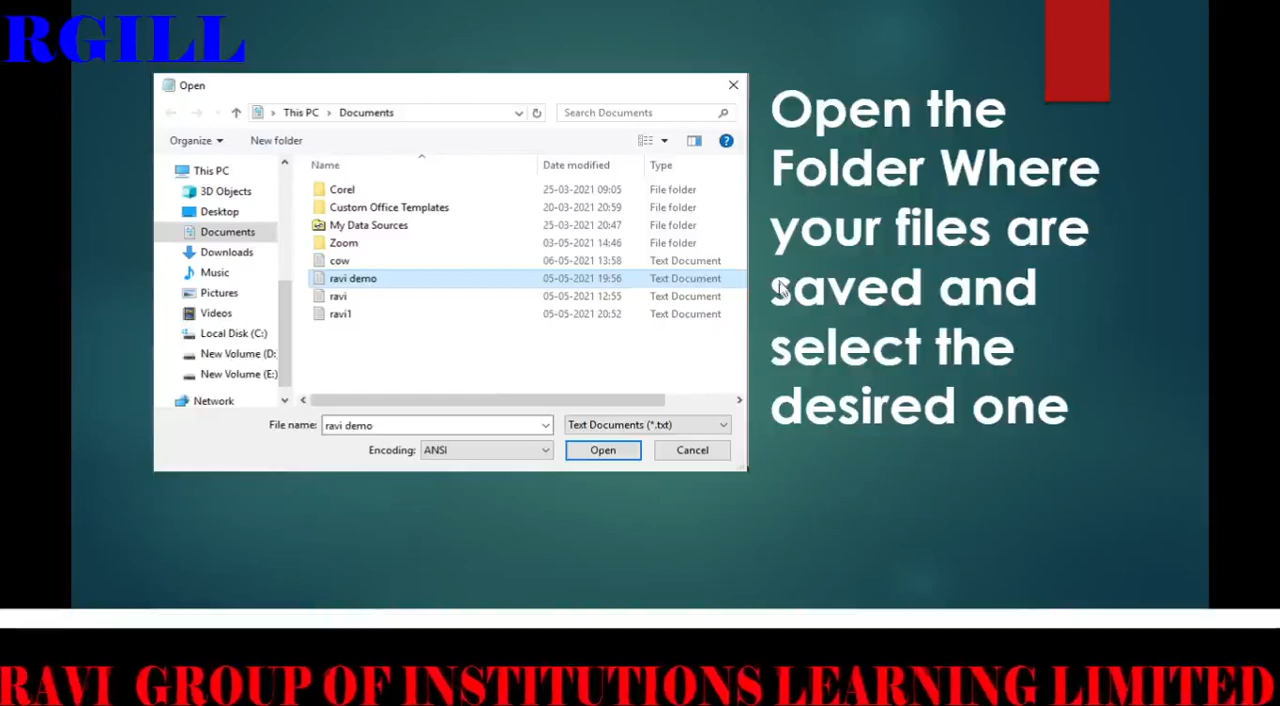 RGILL
Open
This PC > Documents
Search Documents
Organize
New folder
This PC
3D Objects
Desktop
Documents
Downloads
Music
Pictures
Videos
Local Disk (C:)
New Volume (D:
New Volume (E:)
Network
Name Date modified Type
Corel 25-03-2021 09:05 File folder
Custom Office Templates 20-03-2021 20:59 File folder
My Data Sources 25-03-2021 20:47 File folder
Zoom 03-05-2021 14:46 File folder
cow 06-05-2021 13:58 Text Document
ravi demo 05-05-2021 19:56 Text Document
ravi 05-05-2021 12:55 Text Document
ravi1 05-05-2021 20:52 Text Document
File name: ravi demo Text Documents (*.txt)
Encoding: ANSI Open Cancel
Open the
Folder Where
your files are
saved and
select the
desired one
RAVI GROUP OF INSTITUTIONS LEARNING LIMITED